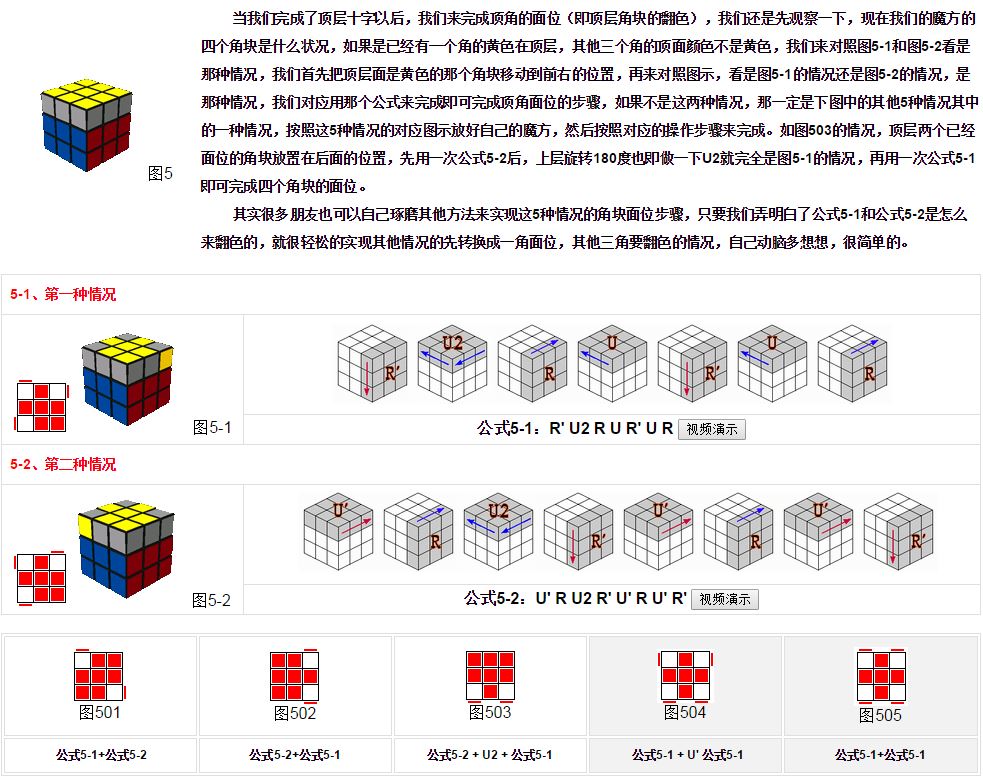 当我们完成了顶层十字以后，我们来完成顶角的面位（即顶层角块的翻色），我们还是先观察一下，现在我们的魔方的
四个角块是什么状况，如果是已经有一个角的黄色在顶层，其他三个角的顶面颜色不是黄色，我们来对照图5-1和图5-2看是
那种情况，我们首先把顶层面是黄色的那个角块移动到前右的位置，再来对照图示，看是图5-1的情况还是图5-2的情况，是
那种情况，我们对应用那个公式来完成即可完成顶角面位的步骤，如果不是这两种情况，那一定是下图中的其他5种情况其中
的一种情况，按照这5种情况的对应图示放好自己的魔方，然后按照对应的操作步骤来完成。如图503的情况，顶层两个已经
面位的角块放置在后面的位置，先用一次公式5-2后，上层旋转180度也即做一下U2就完全是图5-1的情况，再用一次公式5-1
即可完成四个角块的面位。
图5
其实很多朋友也可以自己琢磨其他方法来实现这5种情况的角块面位步骤，只要我们弄明白了公式5-1和公式5-2是怎么
来翻色的，就很轻松的实现其他情况的先转换成一角面位，其他三角要翻色的情况，自己动脑多想想，很简单的。
5-1、第一种情况
R' U2 R U R' U R
图5-1
公式5-1：R' U2 R U R' U R 视频演示
5-2、第二种情况
U' R U2 R' U' R U' R'
图5-2
公式5-2：U' R U2 R' U' R U' R' 视频演示
图501 图502 图503 图504 图505
公式5-1+公式5-2 公式5-2+公式5-1 公式5-2 + U2 + 公式5-1 公式5-1 + U' 公式5-1 公式5-1+公式5-1